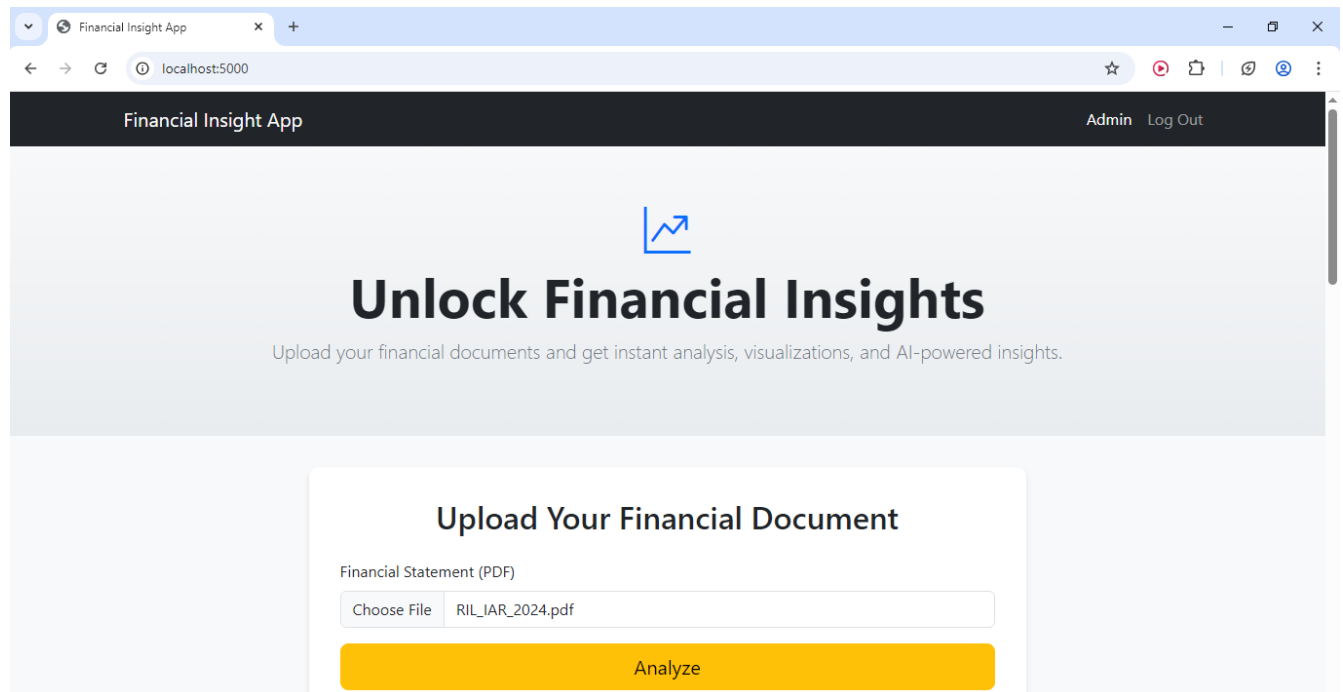 Financial Insight App
localhost:5000
Financial Insight App Admin Log Out
Unlock Financial Insights
Upload your financial documents and get instant analysis, visualizations, and AI-powered insights.
Upload Your Financial Document
Financial Statement (PDF)
Choose File RIL_IAR_2024.pdf
Analyze